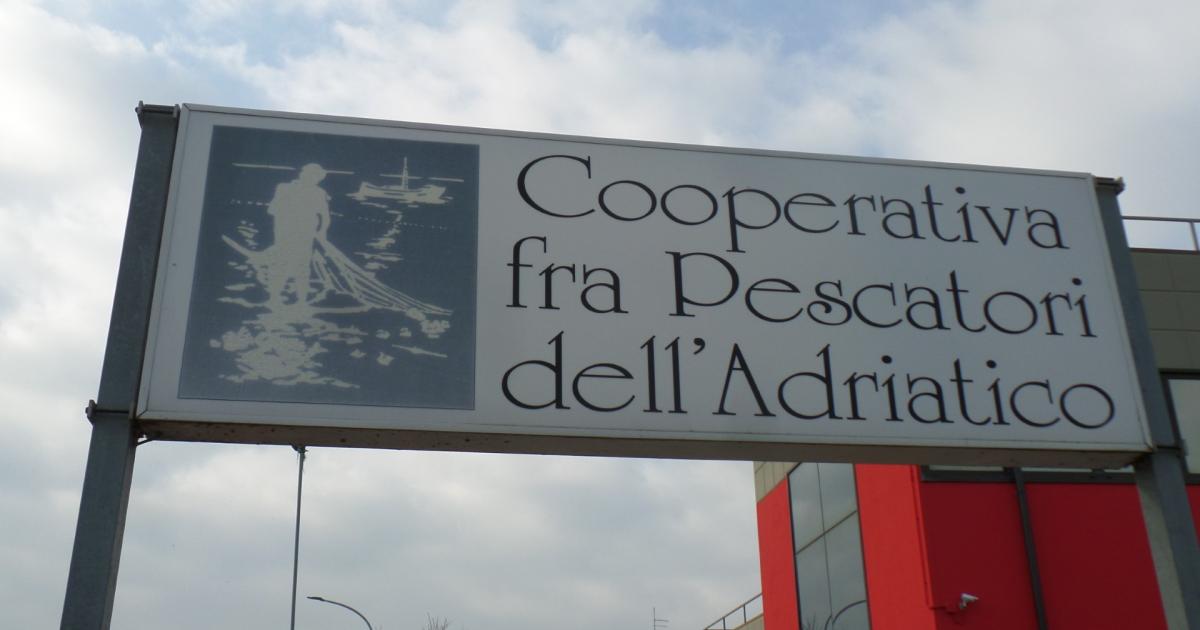 Cooperativa
fra Pescatori
dell'Adriatico